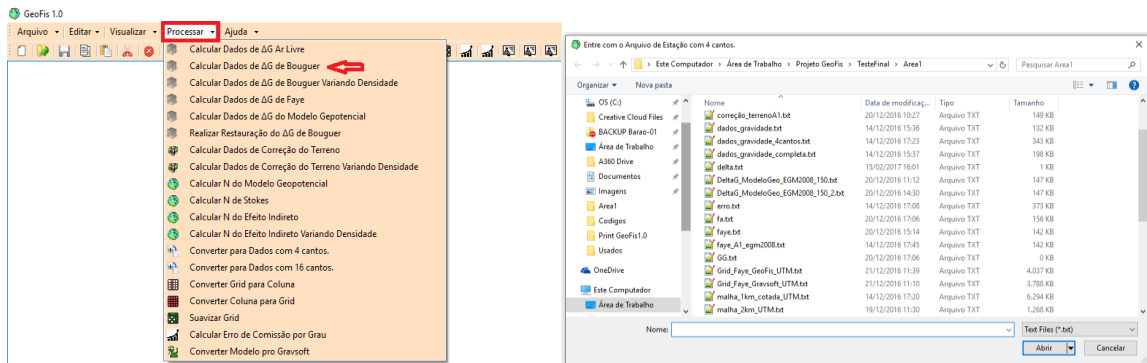 GeoFis 1.0
Arquivo Editar Visualizar Processar Ajuda
Calcular Dados de ΔG Ar Livre
Calcular Dados de ΔG de Bouguer
Calcular Dados de ΔG de Bouguer Variando Densidade
Calcular Dados de ΔG de Faye
Calcular Dados de ΔG do Modelo Gepotencial
Realizar Restauração do ΔG de Bouguer
Calcular Dados de Correção do Terreno
Calcular Dados de Correção do Terreno Variando Densidade
Calcular N do Modelo Geopotencial
Calcular N de Stokes
Calcular N do Efeito Indireto
Calcular N do Efeito Indireto Variando Densidade
Converter para Dados com 4 cantos.
Converter para Dados com 16 cantos.
Converter Grid para Coluna
Converter Coluna para Grid
Suavizar Grid
Calcular Erro de Comissão por Grau
Converter Modelo pro Gravsoft
Entre com o Arquivo de Estação com 4 cantos.
Este Computador > Área de Trabalho > Projeto GeoFis > TesteFinal > Area1
Pesquisar Area1
Organizar Nova pasta
OS (C:)
Creative Cloud Files
BACKUP Barao-01
Área de Trabalho
A360 Drive
Documentos
Imagens
Area1
Codigos
Print GeoFis1.0
Usados
OneDrive
Este Computador
Área de Trabalho
Nome Data de modificaç... Tipo Tamanho
correção_terrenoA1.txt 20/12/2016 10:27 Arquivo TXT 149 KB
dados_gravidade.txt 14/12/2016 15:36 Arquivo TXT 132 KB
dados_gravidade_4cantos.txt 14/12/2016 17:23 Arquivo TXT 343 KB
dados_gravidade_completa.txt 14/12/2016 15:37 Arquivo TXT 198 KB
delta.txt 15/02/2017 16:01 Arquivo TXT 1 KB
DeltaG_ModeloGeo_EGM2008_150.txt 20/12/2016 11:12 Arquivo TXT 147 KB
DeltaG_ModeloGeo_EGM2008_150_2.txt 20/12/2016 14:30 Arquivo TXT 147 KB
erro.txt 14/12/2016 17:08 Arquivo TXT 373 KB
fa.txt 20/12/2016 17:06 Arquivo TXT 156 KB
faye.txt 20/12/2016 15:14 Arquivo TXT 142 KB
faye_A1_egm2008.txt 14/12/2016 17:45 Arquivo TXT 142 KB
GG.txt 20/12/2016 17:06 Arquivo TXT 0 KB
Grid_Faye_GeoFis_UTM.txt 21/12/2016 11:39 Arquivo TXT 4.037 KB
Grid_Faye_Gravsoft_UTM.txt 21/12/2016 11:10 Arquivo TXT 3.788 KB
malha_1km_cotada_UTM.txt 14/12/2016 17:20 Arquivo TXT 6.294 KB
malha_2km_UTM.txt 19/12/2016 11:30 Arquivo TXT 1.268 KB
Nome:
Text Files (*.txt)
Abrir Cancelar